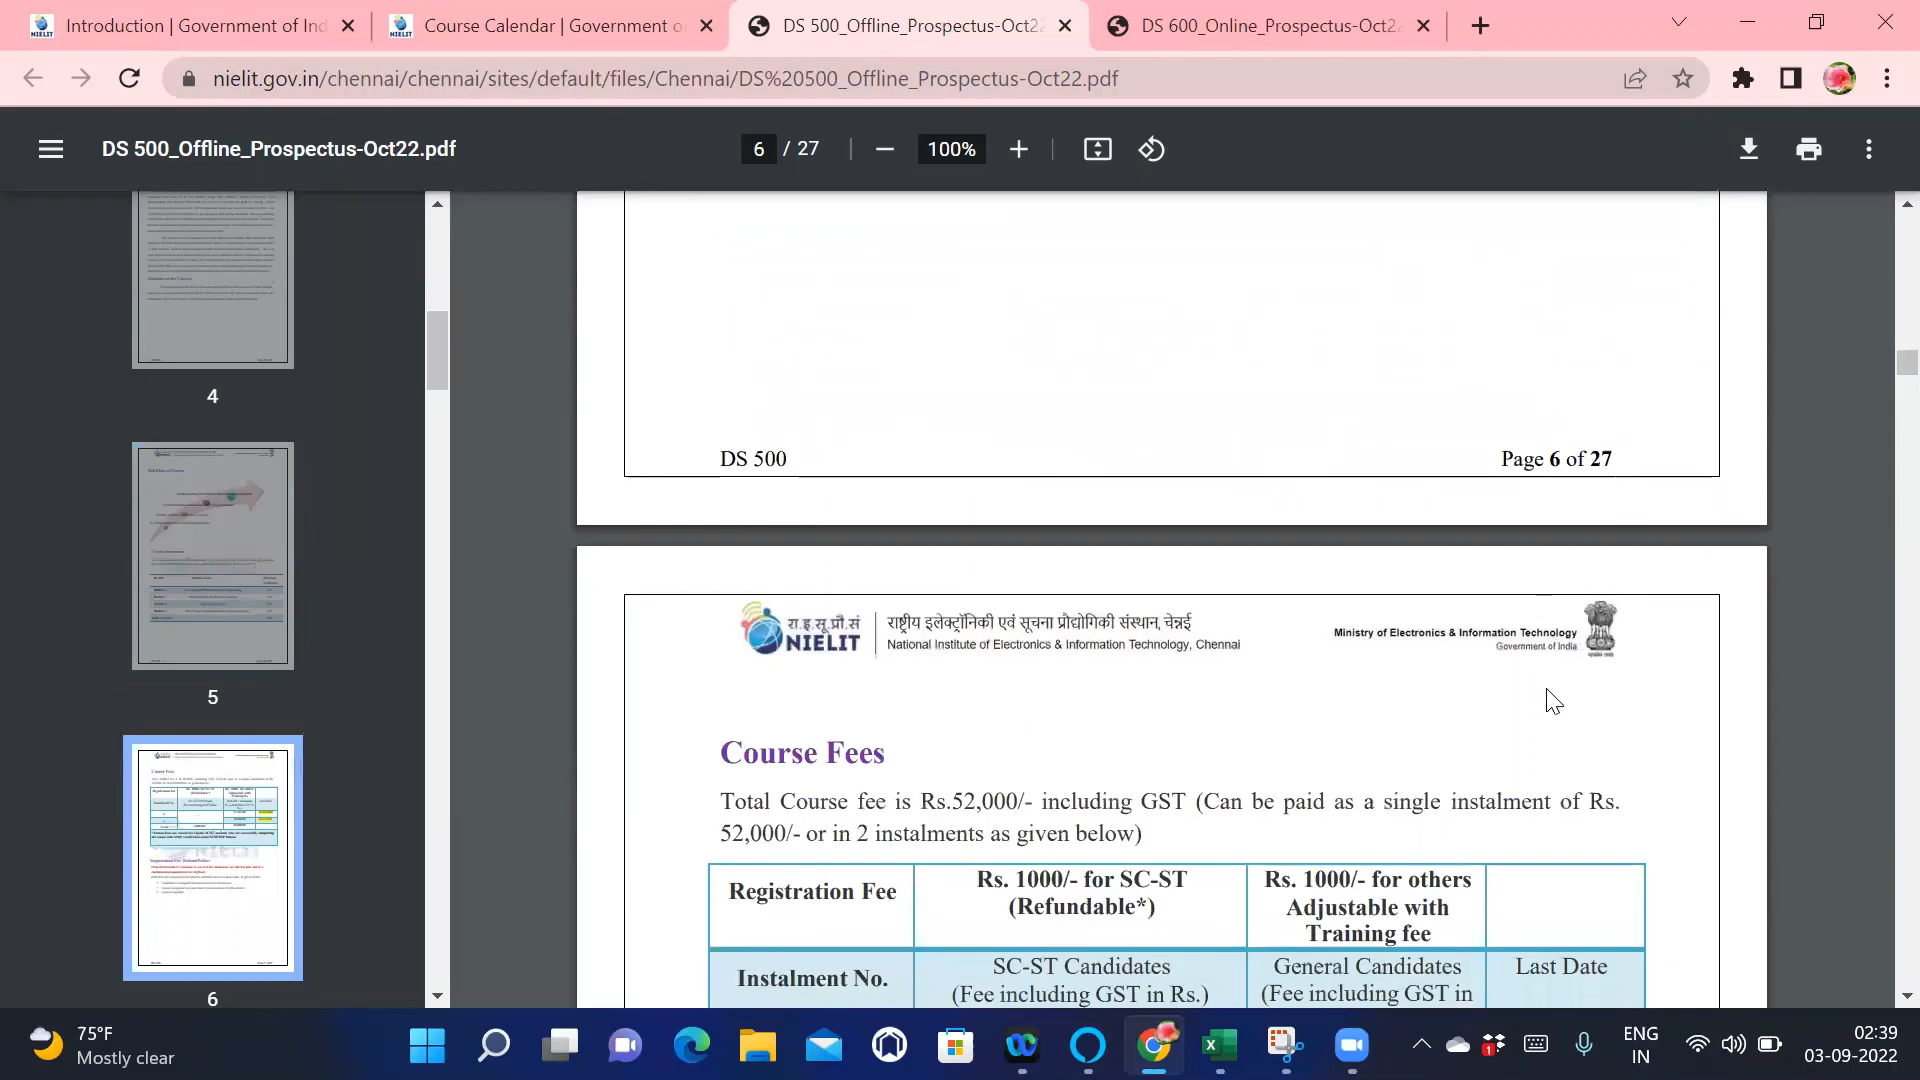 Introduction | Government of Ind
Course Calendar | Government o
DS 500_Offline_Prospectus-Oct22
DS 600_Online_Prospectus-Oct2
nielit.gov.in/chennai/chennai/sites/default/files/Chennai/DS%20500_Offline_Prospectus-Oct22.pdf
DS 500_Offline_Prospectus-Oct22.pdf
6 / 27
100%
4
5
6
DS 500
Page 6 of 27
रा.इ.सू.प्रौ.सं
NIELIT
राष्ट्रीय इलेक्ट्रॉनिकी एवं सूचना प्रौद्योगिकी संस्थान, चेन्नई
National Institute of Electronics & Information Technology, Chennai
Ministry of Electronics & Information Technology
Government of India
Course Fees
Total Course fee is Rs.52,000/- including GST (Can be paid as a single instalment of Rs.
52,000/- or in 2 instalments as given below)
Registration Fee
Rs. 1000/- for SC-ST
(Refundable*)
Rs. 1000/- for others
Adjustable with
Training fee
Instalment No.
SC-ST Candidates
(Fee including GST in Rs.)
General Candidates
(Fee including GST in
Last Date
75°F
Mostly clear
ENG
IN
02:39
03-09-2022